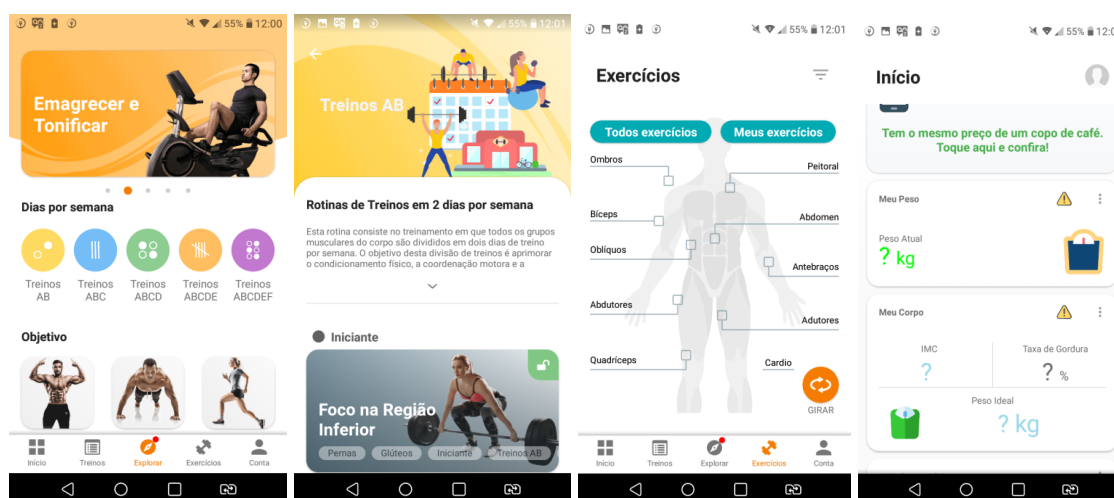 55% 12:00
Emagrecer e
Tonificar
Dias por semana
Treinos AB
Treinos ABC
Treinos ABCD
Treinos ABCDE
Treinos ABCDEF
Objetivo
Início Treinos Explorar Exercícios Conta
55% 12:01
Treinos AB
Rotinas de Treinos em 2 dias por semana
Esta rotina consiste no treinamento em que todos os grupos
musculares do corpo são divididos em dois dias de treino
por semana. O objetivo desta divisão de treinos é aprimorar
o condicionamento físico, a coordenação motora e a
Iniciante
Foco na Região
Inferior
Pernas Glúteos Iniciante Treinos AB
55% 12:01
Exercícios
Todos exercícios Meus exercícios
Ombros
Peitoral
Bíceps
Abdomen
Oblíquos
Antebraços
Abdutores
Adutores
Quadríceps
Cardio
GIRAR
Início Treinos Explorar Exercícios Conta
55% 12:0
Início
Tem o mesmo preço de um copo de café.
Toque aqui e confira!
Meu Peso
Peso Atual
? kg
Meu Corpo
IMC Taxa de Gordura
? ? %
Peso Ideal
? kg